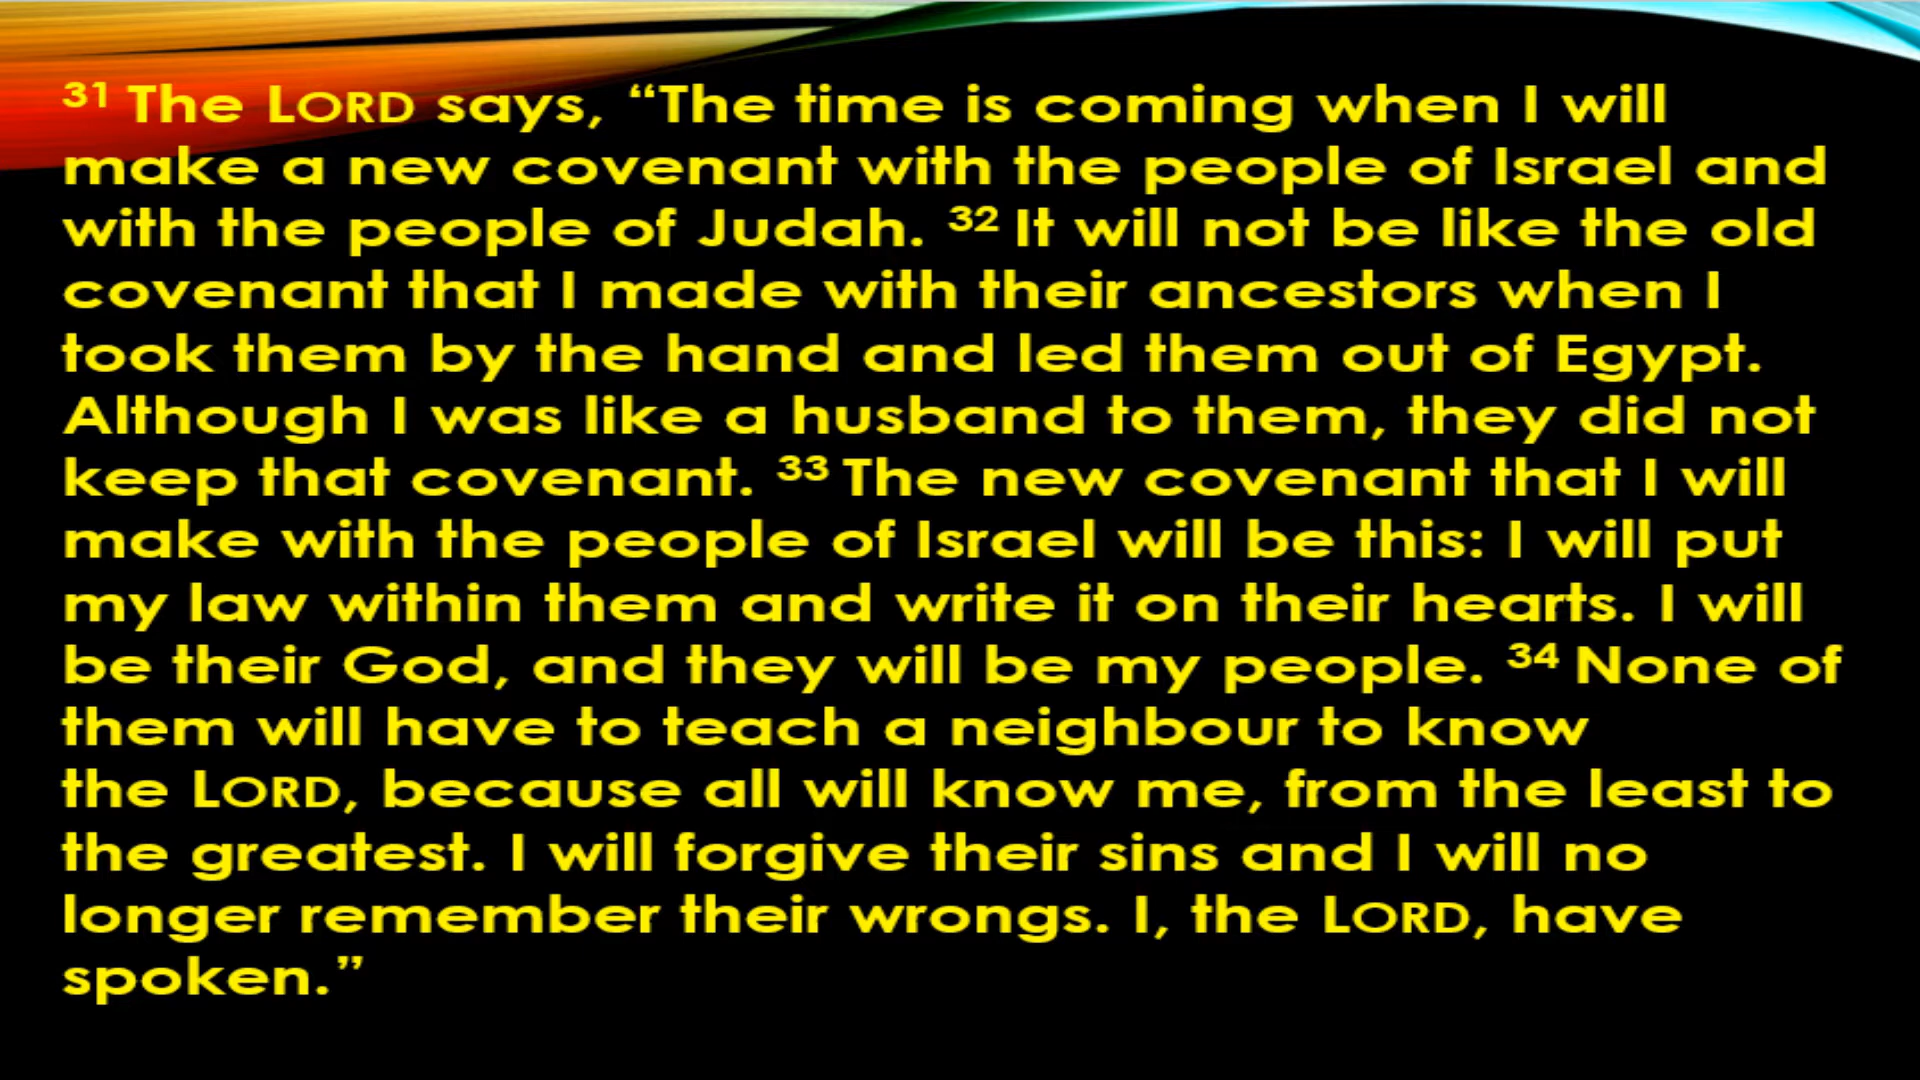 31 The LORD says, “The time is coming when I will
make a new covenant with the people of Israel and
with the people of Judah. 32 It will not be like the old
covenant that I made with their ancestors when I
took them by the hand and led them out of Egypt.
Although I was like a husband to them, they did not
keep that covenant. 33 The new covenant that I will
make with the people of Israel will be this: I will put
my law within them and write it on their hearts. I will
be their God, and they will be my people. 34 None of
them will have to teach a neighbour to know
the LORD, because all will know me, from the least to
the greatest. I will forgive their sins and I will no
longer remember their wrongs. I, the LORD, have
spoken.”